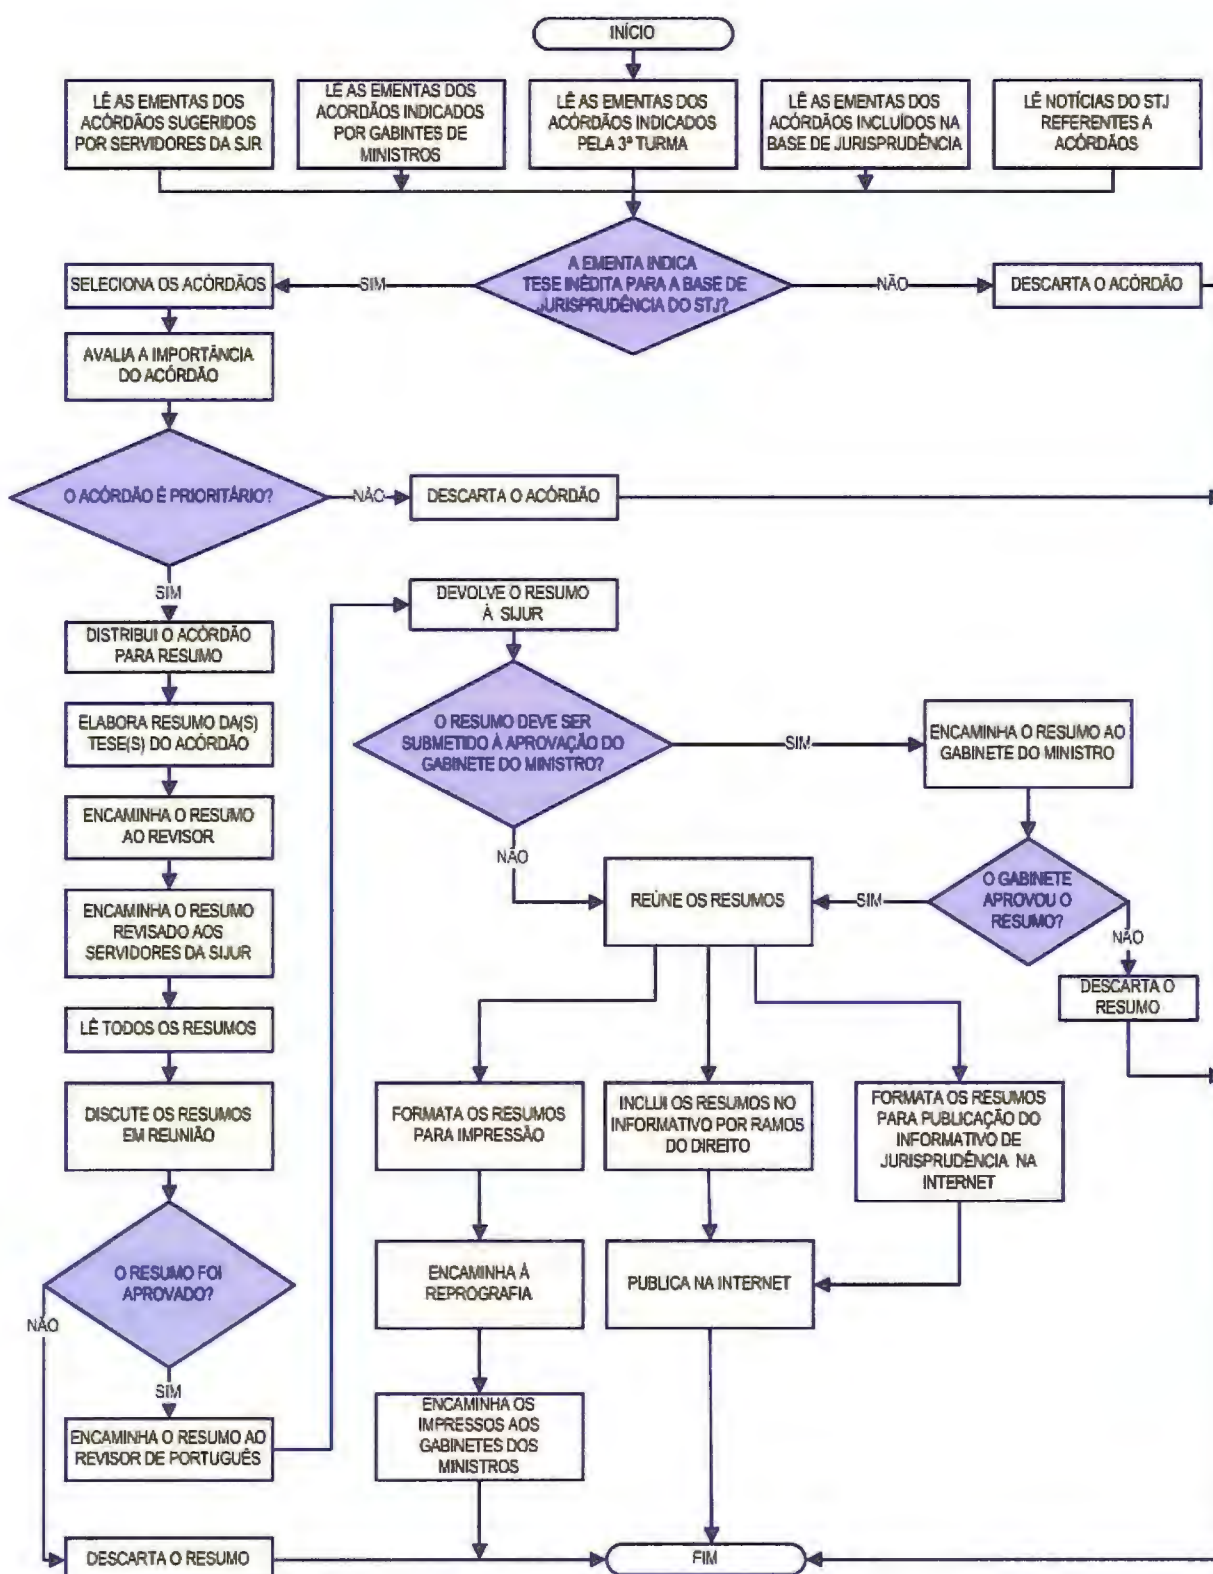 INÍCIO
LÊ AS EMENTAS DOS
ACÓRDÃOS SUGERIDOS
POR SERVIDORES DA SJR
LÊ AS EMENTAS DOS
ACORDÃOS INDICADOS
POR GABINTES DE
MINISTROS
LÊ AS EMENTAS DOS
ACÓRDÃOS INDICADOS
PELA 3ª TURMA
LÊ AS EMENTAS DOS
ACÓRDÃOS INCLUÍDOS NA
BASE DE JURISPRUDÊNCIA
LÊ NOTÍCIAS DO STJ
REFERENTES A
ACÓRDÃOS
A EMENTA INDICA
TESE INÉDITA PARA A BASE DE
JURISPRUDÊNCIA DO STJ?
SIM
SELECIONA OS ACÓRDÃOS
NÃO
DESCARTA O ACÓRDÃO
AVALIA A IMPORTÂNCIA
DO ACÓRDÃO
O ACÓRDÃO É PRIORITÁRIO?
NÃO
DESCARTA O ACÓRDÃO
SIM
DISTRIBUI O ACÓRDÃO
PARA RESUMO
ELABORA RESUMO DA(S)
TESE(S) DO ACÓRDÃO
ENCAMINHA O RESUMO
AO REVISOR
ENCAMINHA O RESUMO
REVISADO AOS
SERVIDORES DA SIJUR
LÊ TODOS OS RESUMOS
DISCUTE OS RESUMOS
EM REUNIÃO
O RESUMO FOI
APROVADO?
NÃO
SIM
ENCAMINHA O RESUMO AO
REVISOR DE PORTUGUÊS
DESCARTA O RESUMO
DEVOLVE O RESUMO
À SIJUR
O RESUMO DEVE SER
SUBMETIDO À APROVAÇÃO DO
GABINETE DO MINISTRO?
SIM
ENCAMINHA O RESUMO AO
GABINETE DO MINISTRO
NÃO
REÚNE OS RESUMOS
SIM
O GABINETE
APROVOU O
RESUMO?
NÃO
DESCARTA O
RESUMO
FORMATA OS RESUMOS
PARA IMPRESSÃO
INCLUI OS RESUMOS NO
INFORMATIVO POR RAMOS
DO DIREITO
FORMATA OS RESUMOS
PARA PUBLICAÇÃO DO
INFORMATIVO DE
JURISPRUDÊNCIA NA
INTERNET
ENCAMINHA À
REPROGRAFIA
PUBLICA NA INTERNET
ENCAMINHA OS
IMPRESSOS AOS
GABINETES DOS
MINISTROS
FIM